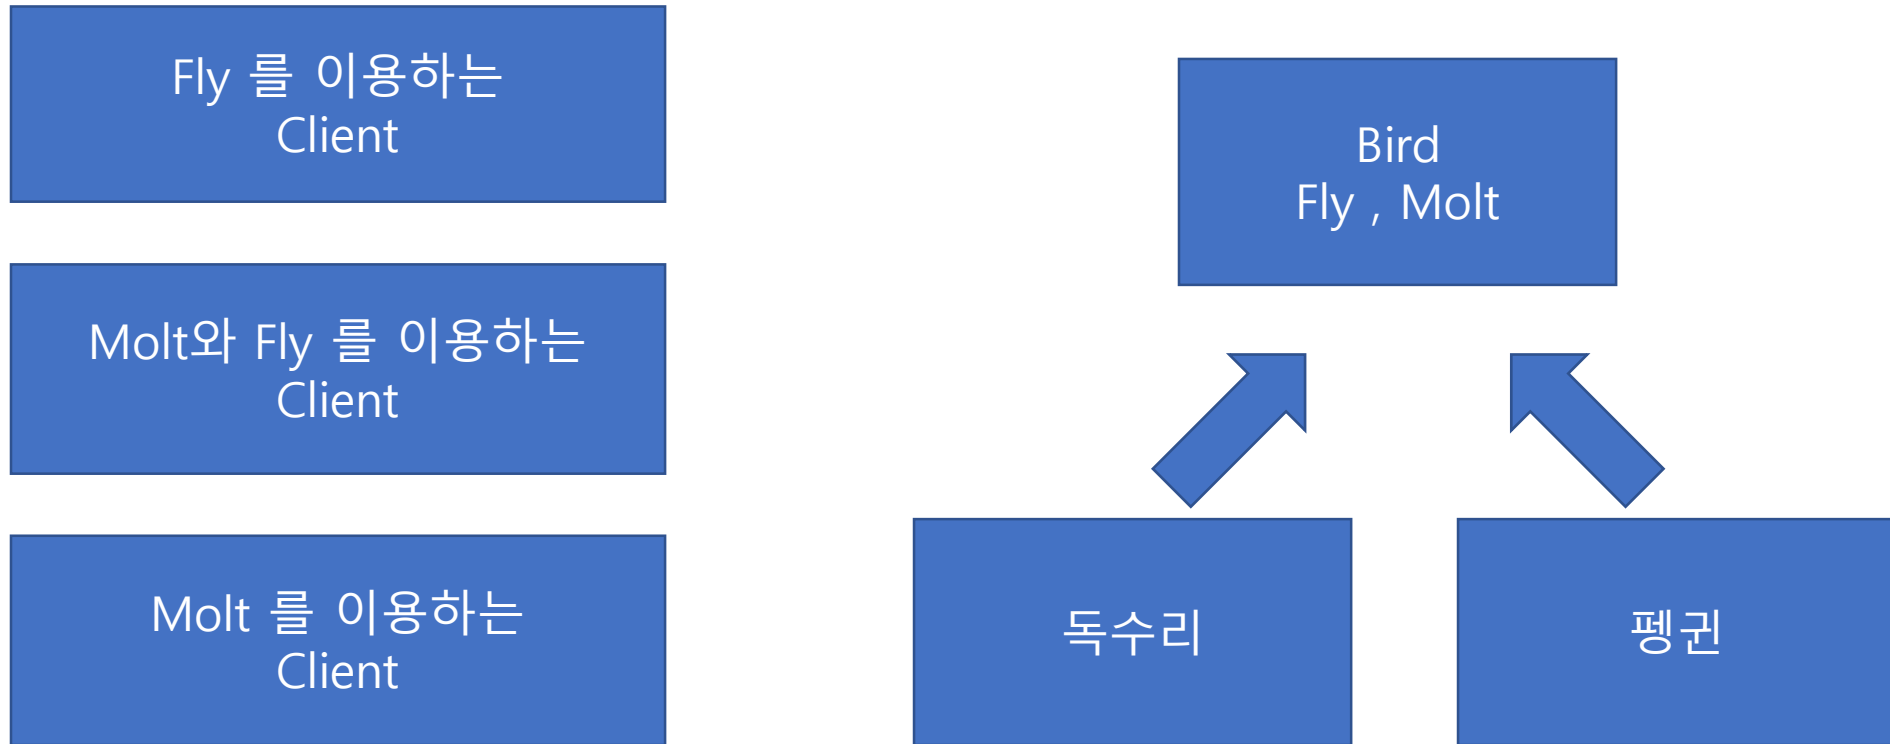 Fly 를 이용하는
Client
Molt와 Fly 를 이용하는
Client
Molt 를 이용하는
Client
Bird
Fly , Molt
독수리
펭귄